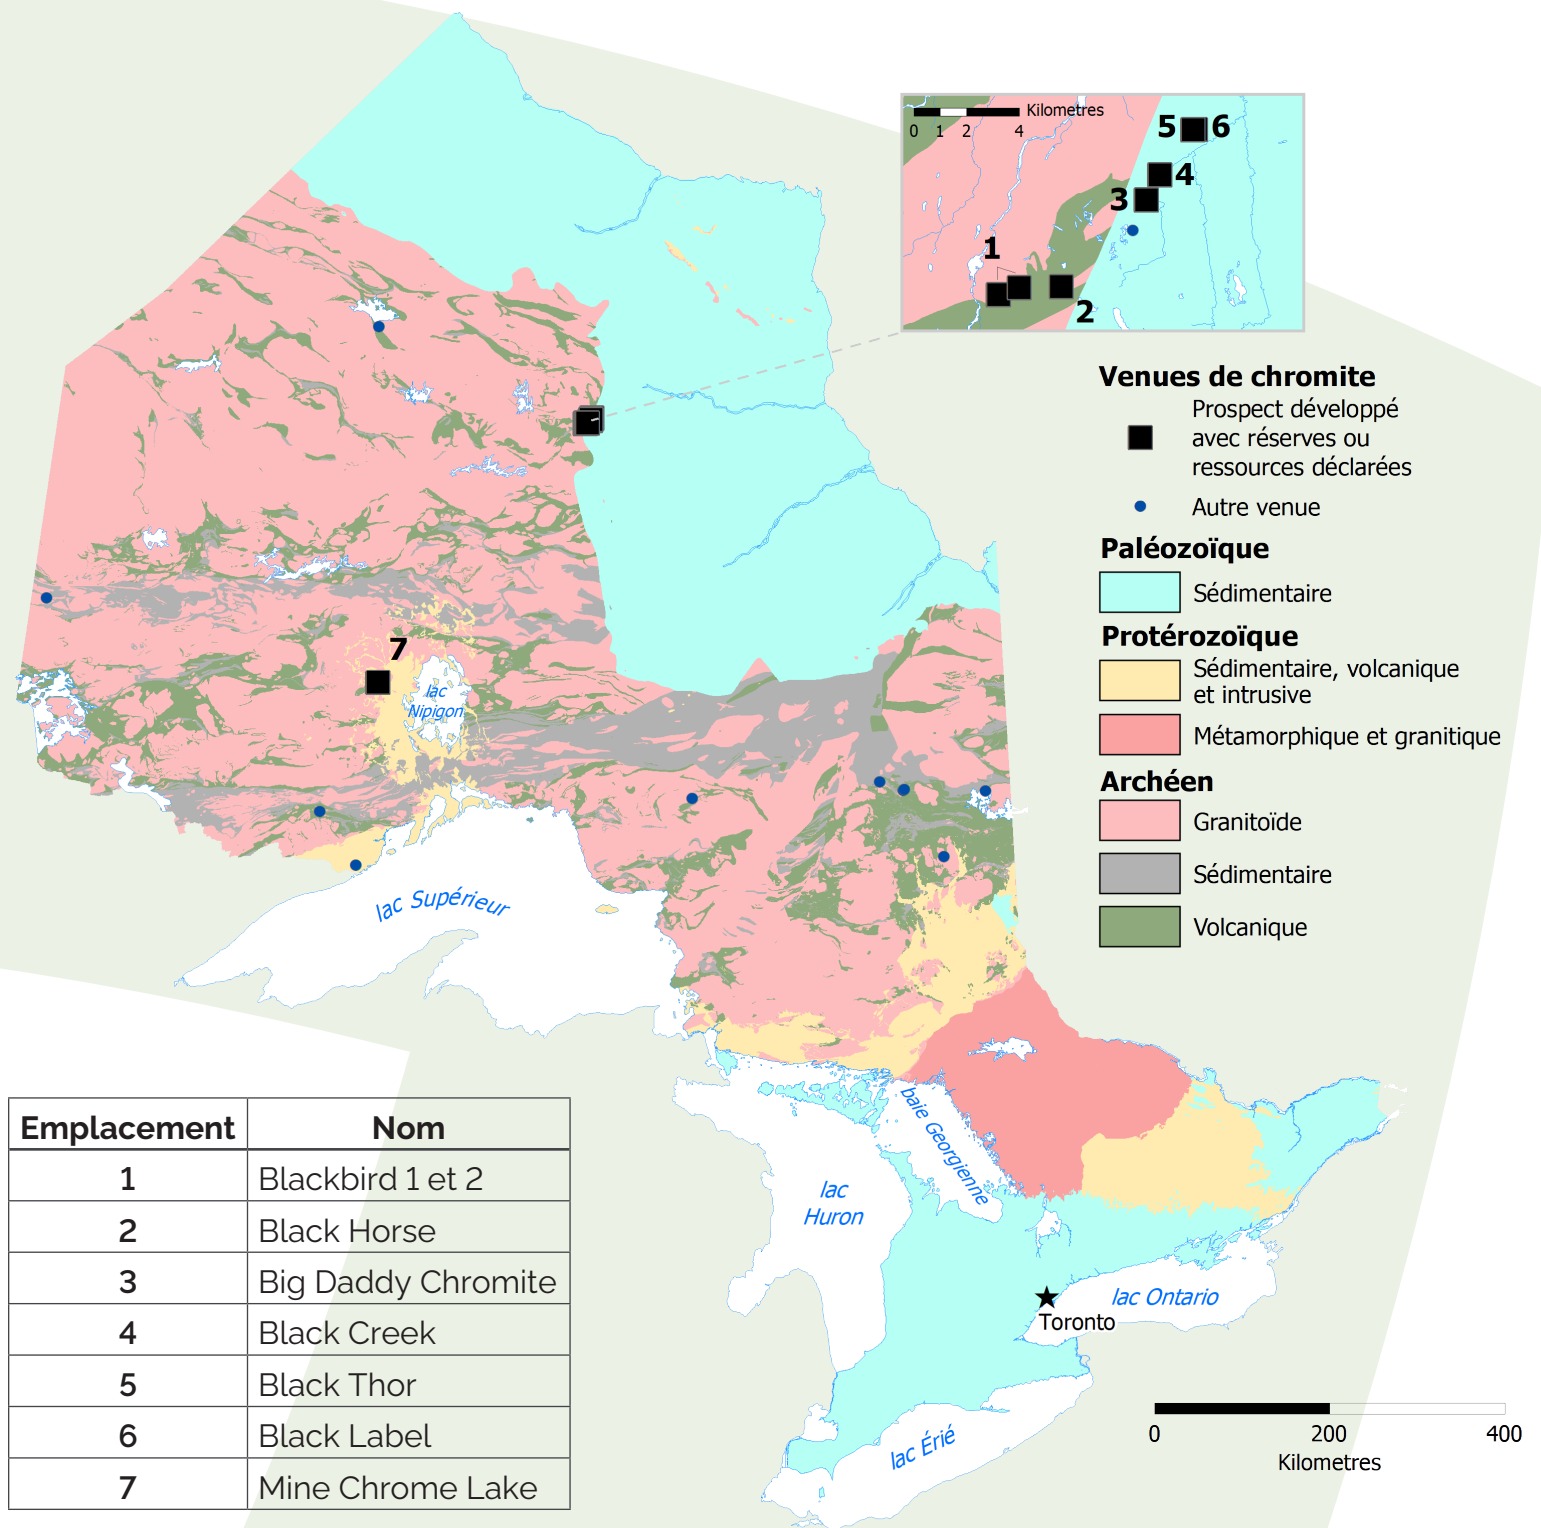 Kilometres
0 1 2 4
5 6
4
3
1
2
Venues de chromite
Prospect développé
avec réserves ou
ressources déclarées
Autre venue
Paléozoïque
Sédimentaire
Protérozoïque
Sédimentaire, volcanique
et intrusive
Métamorphique et granitique
Archéen
Granitoïde
Sédimentaire
Volcanique
7
lac
Nipigon
lac Supérieur
baie Georgienne
lac
Huron
lac Ontario
Toronto
lac Érié
0 200 400
Kilometres
Emplacement Nom
1 Blackbird 1 et 2
2 Black Horse
3 Big Daddy Chromite
4 Black Creek
5 Black Thor
6 Black Label
7 Mine Chrome Lake